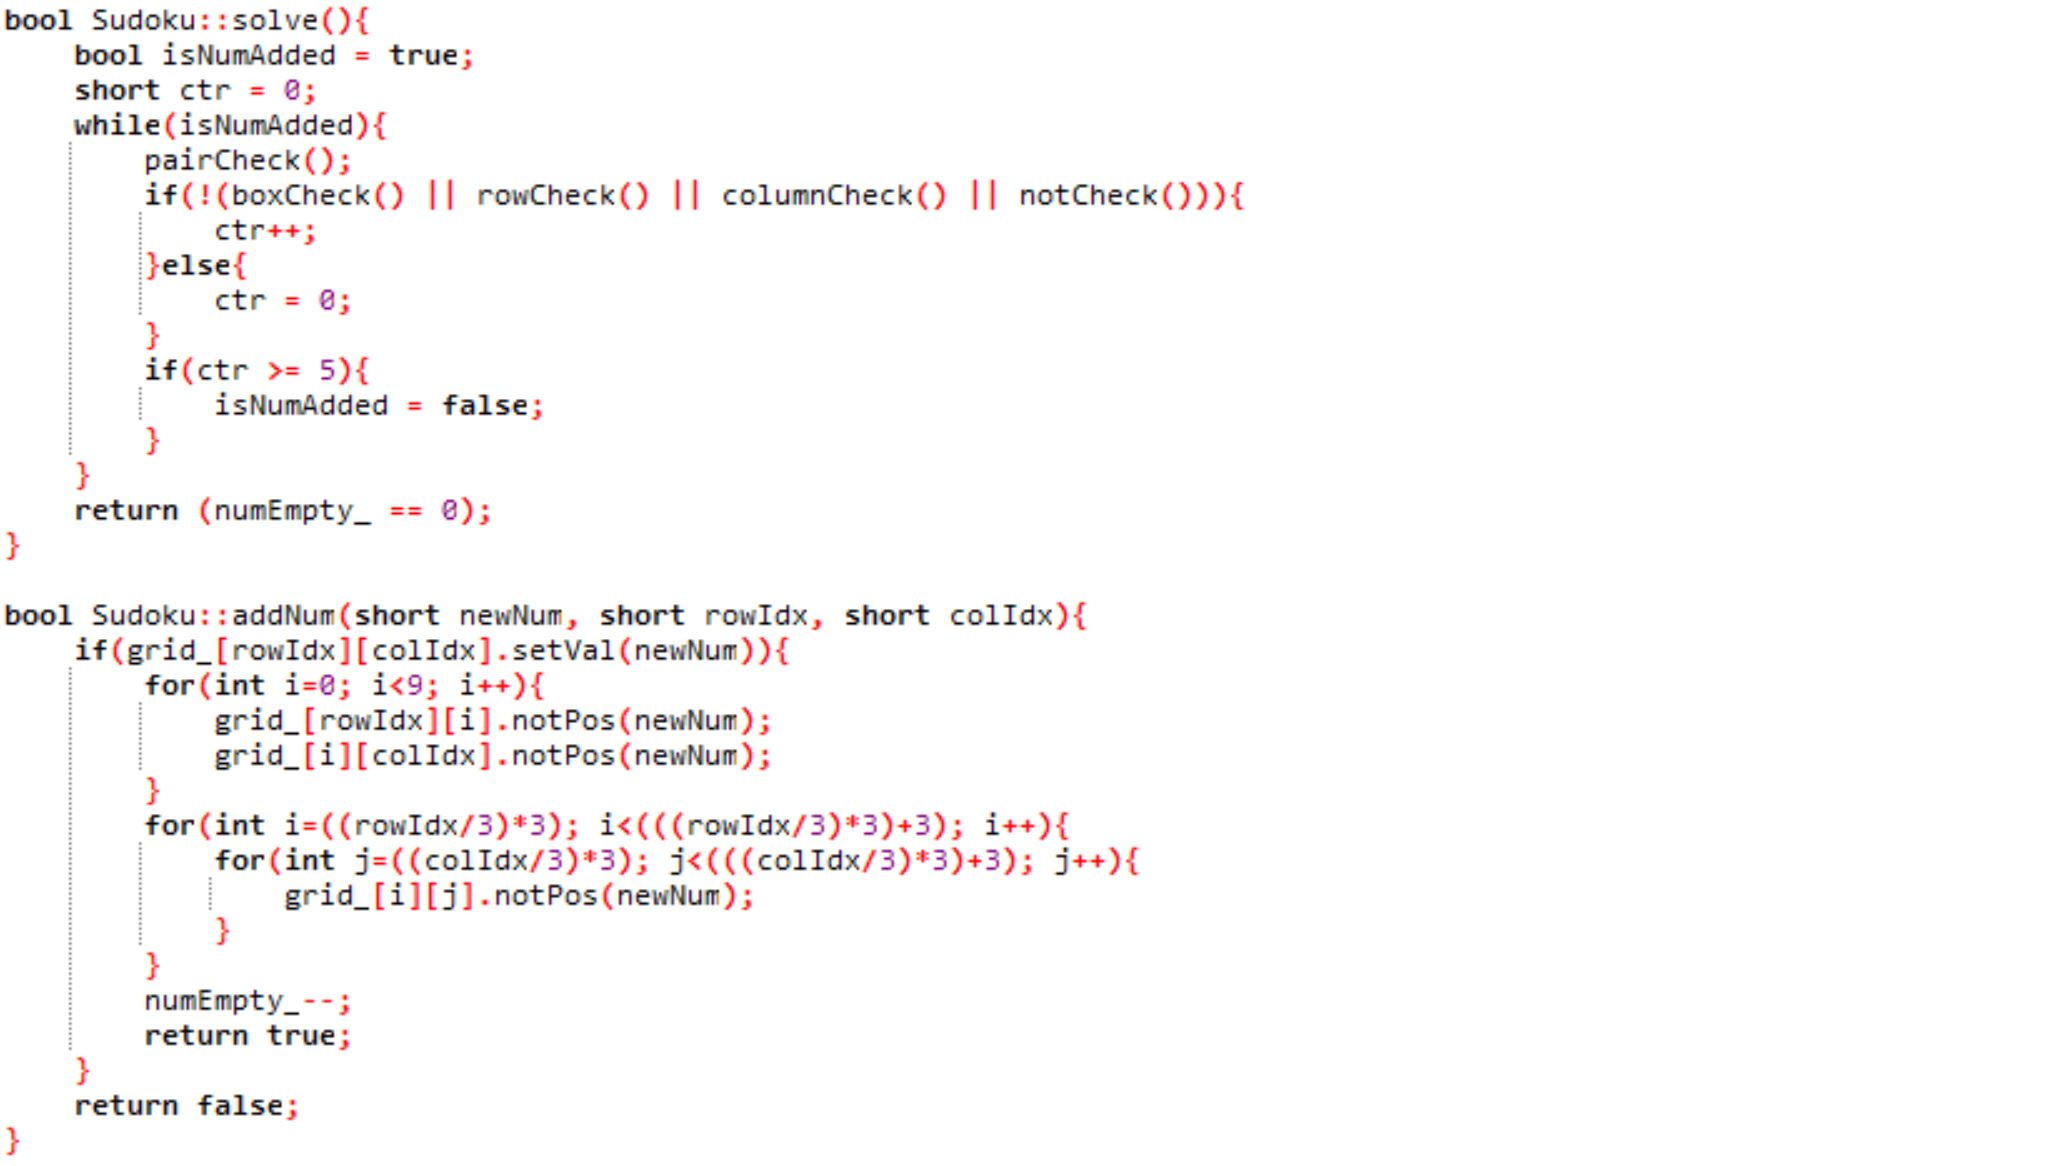 bool Sudoku::solve(){
    bool isNumAdded = true;
    short ctr = 0;
    while(isNumAdded){
        pairCheck();
        if(!(boxCheck() || rowCheck() || columnCheck() || notCheck())){
            ctr++;
        }else{
            ctr = 0;
        }
        if(ctr >= 5){
            isNumAdded = false;
        }
    }
    return (numEmpty_ == 0);
}

bool Sudoku::addNum(short newNum, short rowIdx, short colIdx){
    if(grid_[rowIdx][colIdx].setVal(newNum)){
        for(int i=0; i<9; i++){
            grid_[rowIdx][i].notPos(newNum);
            grid_[i][colIdx].notPos(newNum);
        }
        for(int i=((rowIdx/3)*3); i<(((rowIdx/3)*3)+3); i++){
            for(int j=((colIdx/3)*3); j<(((colIdx/3)*3)+3); j++){
                grid_[i][j].notPos(newNum);
            }
        }
        numEmpty_--;
        return true;
    }
    return false;
}